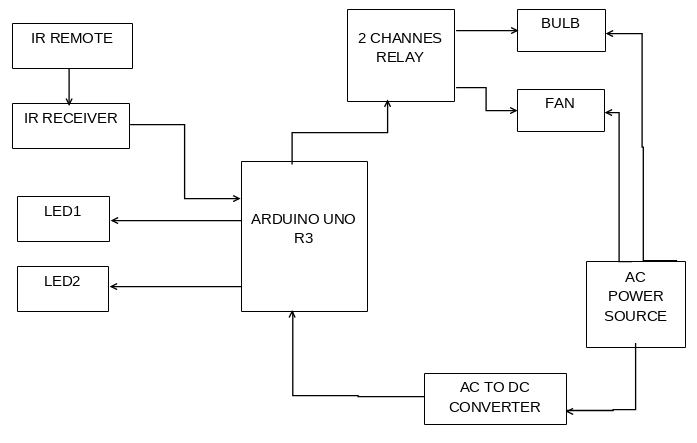 IR REMOTE
IR RECEIVER
LED1
LED2
ARDUINO UNO
R3
2 CHANNES
RELAY
BULB
FAN
AC
POWER
SOURCE
AC TO DC
CONVERTER